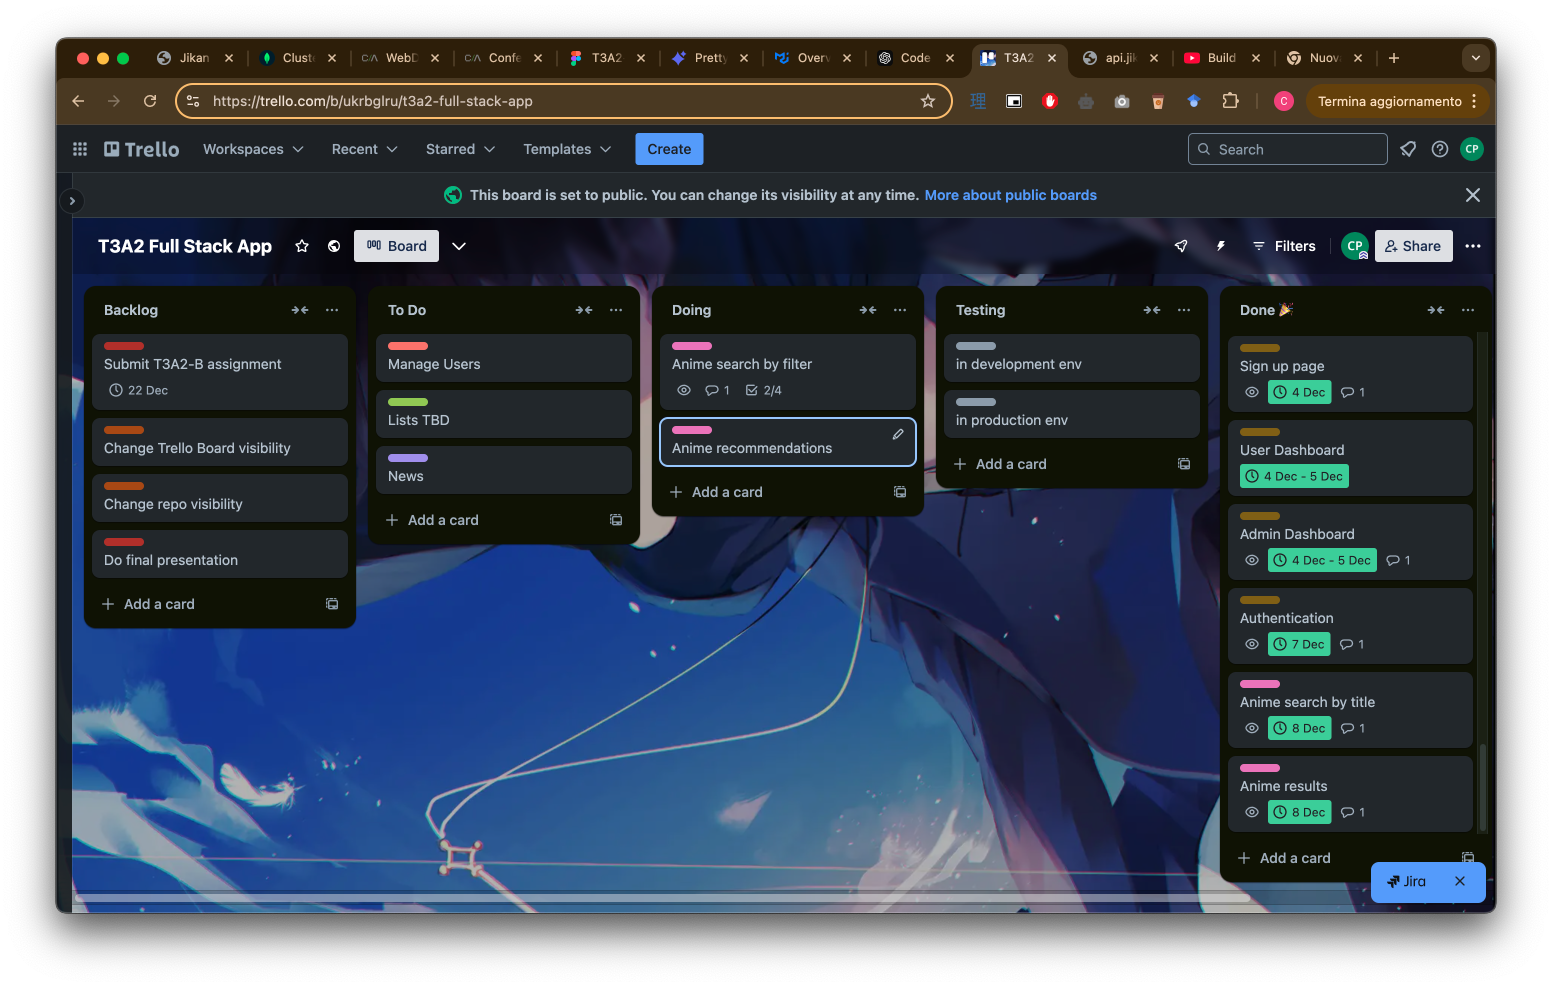 Jikan
Clust
C/A WebD
C/A Confe
T3A2
Pretty
Over
Code
T3A2
api.jik
Build
Nuov
https://trello.com/b/ukrbglru/t3a2-full-stack-app
C
Termina aggiornamento
Trello
Workspaces
Recent
Starred
Templates
Create
Search
CP
This board is set to public. You can change its visibility at any time. More about public boards
T3A2 Full Stack App
Board
Filters
CP
Share
Backlog
Submit T3A2-B assignment
22 Dec
Change Trello Board visibility
Change repo visibility
Do final presentation
Add a card
To Do
Manage Users
Lists TBD
News
Add a card
Doing
Anime search by filter
1
2/4
Anime recommendations
Add a card
Testing
in development env
in production env
Add a card
Done 🎉
Sign up page
4 Dec
1
User Dashboard
4 Dec - 5 Dec
Admin Dashboard
4 Dec - 5 Dec
1
Authentication
7 Dec
1
Anime search by title
8 Dec
1
Anime results
8 Dec
1
Add a card
Jira